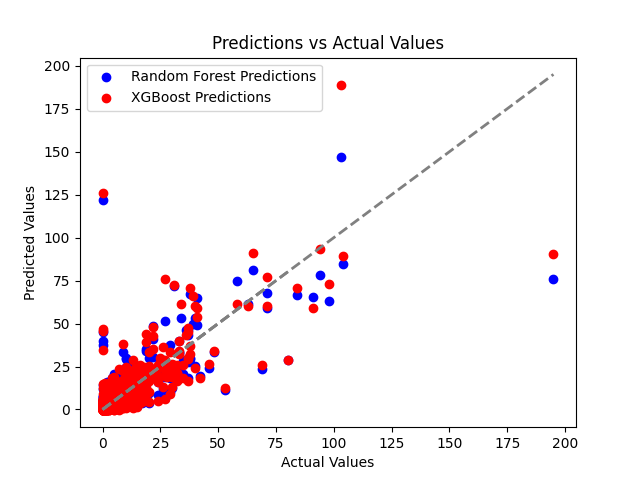 Predictions vs Actual Values
Random Forest Predictions
XGBoost Predictions
200
175
150
125
100
75
50
25
0
Predicted Values
0 25 50 75 100 125 150 175 200
Actual Values